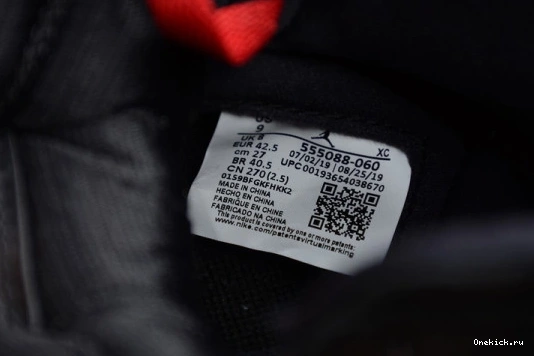 US
9
UK 8
EUR 42.5
cm 27
BR 40.5
CN 270 (2.5)
0159BFGKFHKK2
MADE IN CHINA
HECHO EN CHINA
FABRIQUE EN CHINE
FABRICADO NA CHINA
This product is covered by one or more patents:
www.nike.com/patentsvirtualmarking
XC
555088-060
07/02/19 | 08/25/19
UPC 00193654038670
Onekick.ru